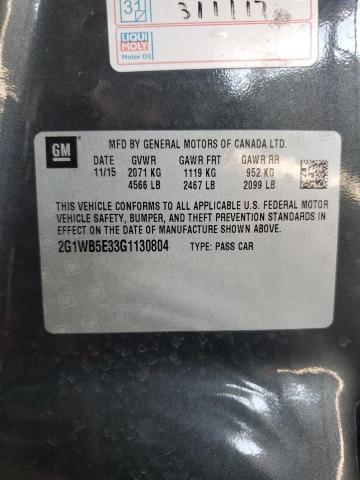 31
3/11/17
LIQUI
MOLY
Motor Oil
GM
MFD BY GENERAL MOTORS OF CANADA LTD.
DATE GVWR GAWR FRT GAWR RR
11/15 2071 KG 1119 KG 952 KG
4566 LB 2467 LB 2099 LB
THIS VEHICLE CONFORMS TO ALL APPLICABLE U.S. FEDERAL MOTOR
VEHICLE SAFETY, BUMPER, AND THEFT PREVENTION STANDARDS IN
EFFECT ON THE DATE OF MANUFACTURE SHOWN ABOVE.
2G1WB5E33G1130804 TYPE: PASS CAR